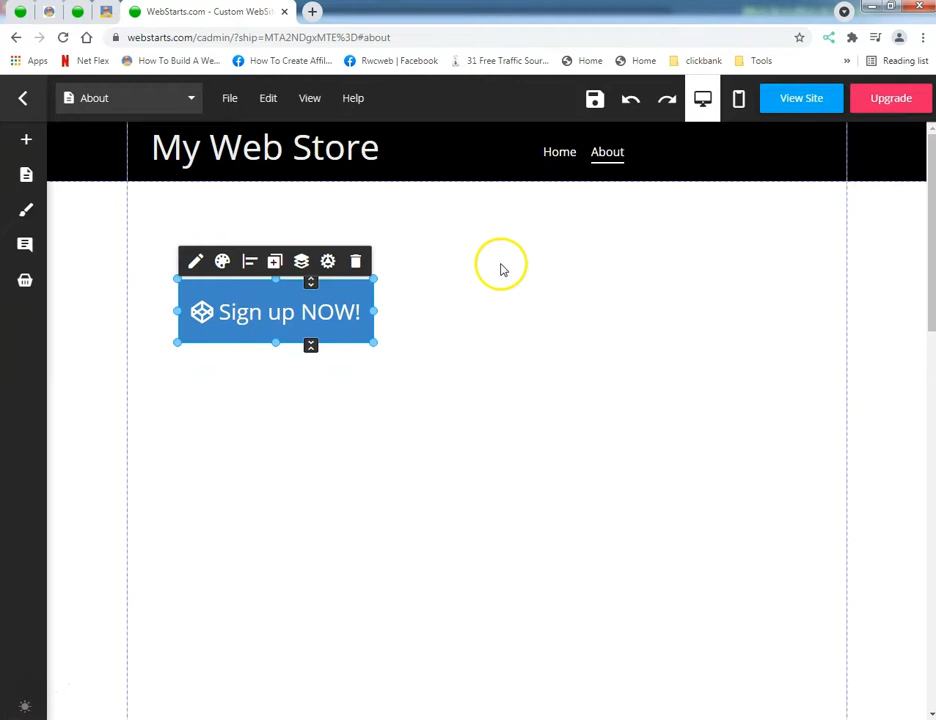 WebStarts.com - Custom WebSit
webstarts.com/cadmin/?ship=MTA2NDgxMTE%3D#about
Apps Net Flex How To Build A We... How To Create Affil... Rwcweb | Facebook 31 Free Traffic Sour... Home Home clickbank Tools » Reading list
About File Edit View Help View Site Upgrade
My Web Store Home About
Sign up NOW!